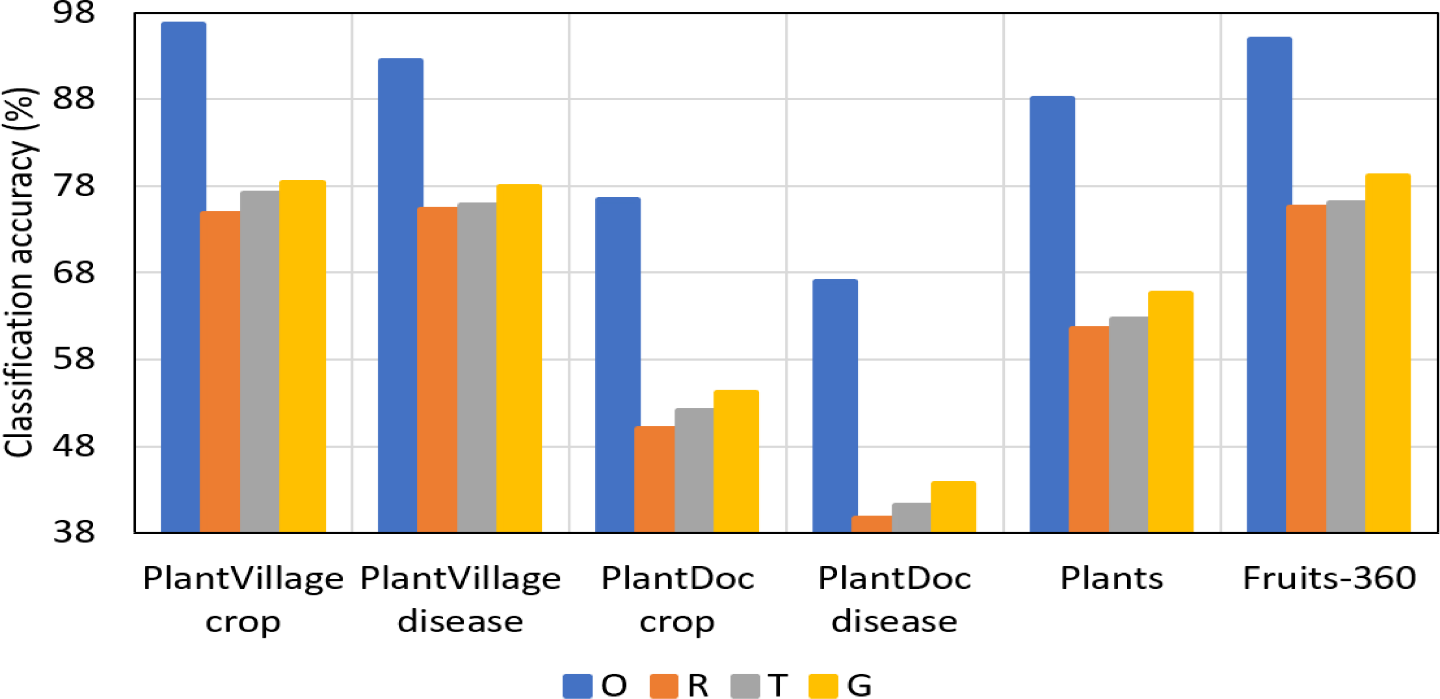 Classification accuracy (%)
98
88
78
68
58
48
38
PlantVillage crop
PlantVillage disease
PlantDoc crop
PlantDoc disease
Plants
Fruits-360
O R T G